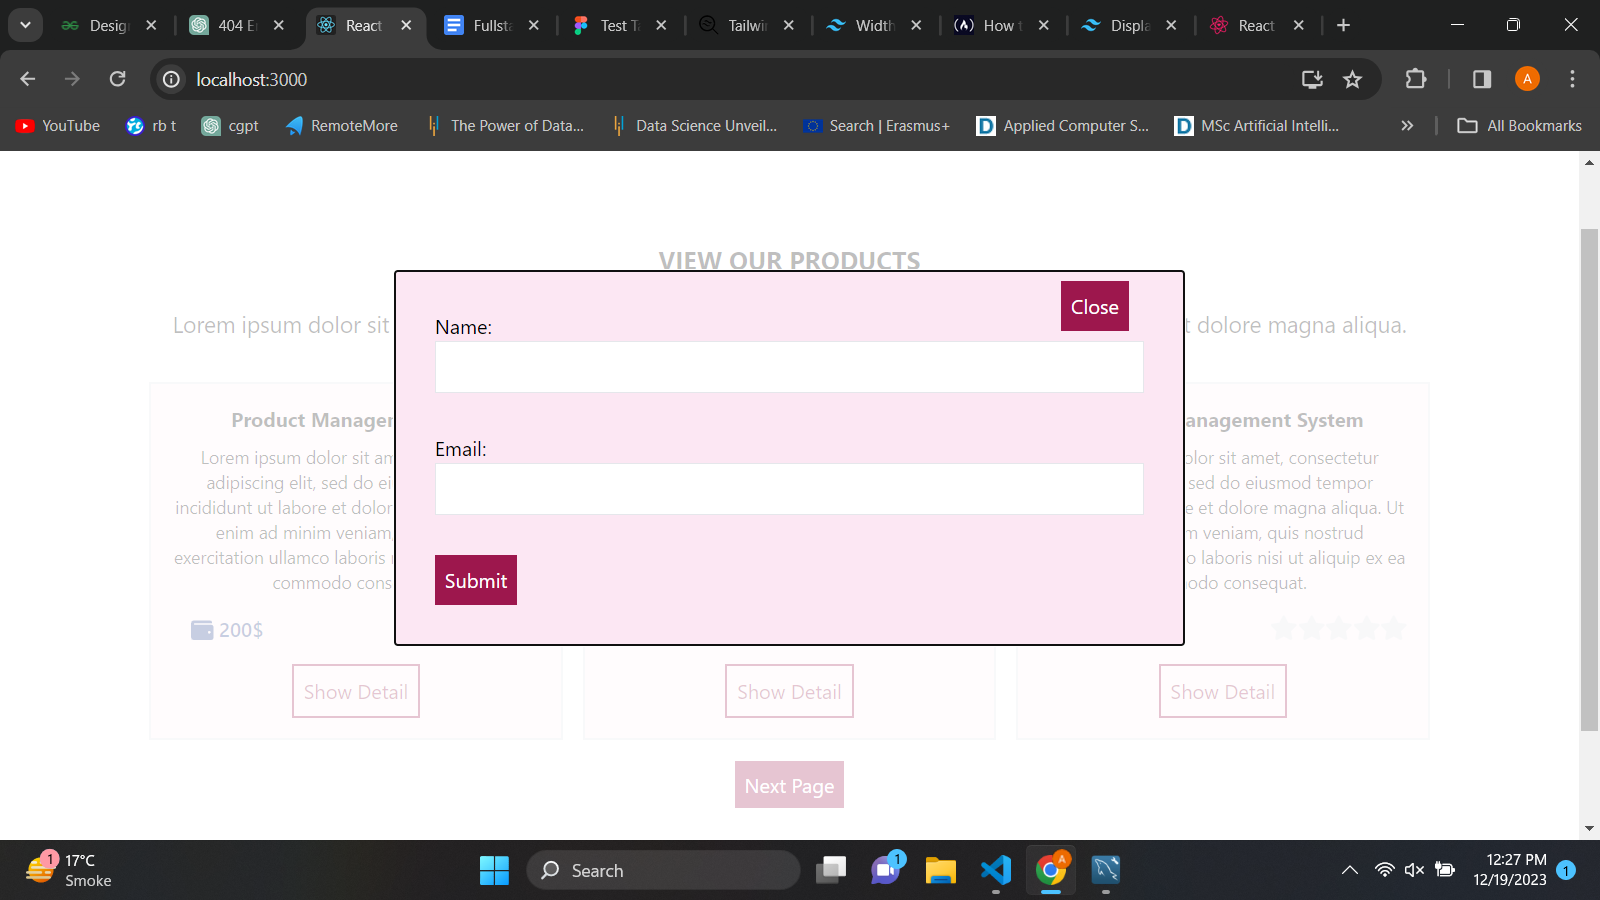 Desig
404 E
React
Fullst
Test T
Tailwi
Width
How t
Displa
React
localhost:3000
A
YouTube
rb t
cgpt
RemoteMore
The Power of Data...
Data Science Unveil...
Search | Erasmus+
D Applied Computer S...
D MSc Artificial Intelli...
All Bookmarks
VIEW OUR PRODUCTS
Lorem ipsum dolor sit
t dolore magna aliqua.
Close
Name:
Email:
Submit
Product Manager
Lorem ipsum dolor sit am
adipiscing elit, sed do ei
incididunt ut labore et dolor
enim ad minim veniam,
exercitation ullamco laboris
commodo cons
200$
Show Detail
Show Detail
anagement System
olor sit amet, consectetur
sed do eiusmod tempor
e et dolore magna aliqua. Ut
m veniam, quis nostrud
o laboris nisi ut aliquip ex ea
odo consequat.
Show Detail
Next Page
1
17°C
Smoke
Search
1
A
12:27 PM
12/19/2023
1